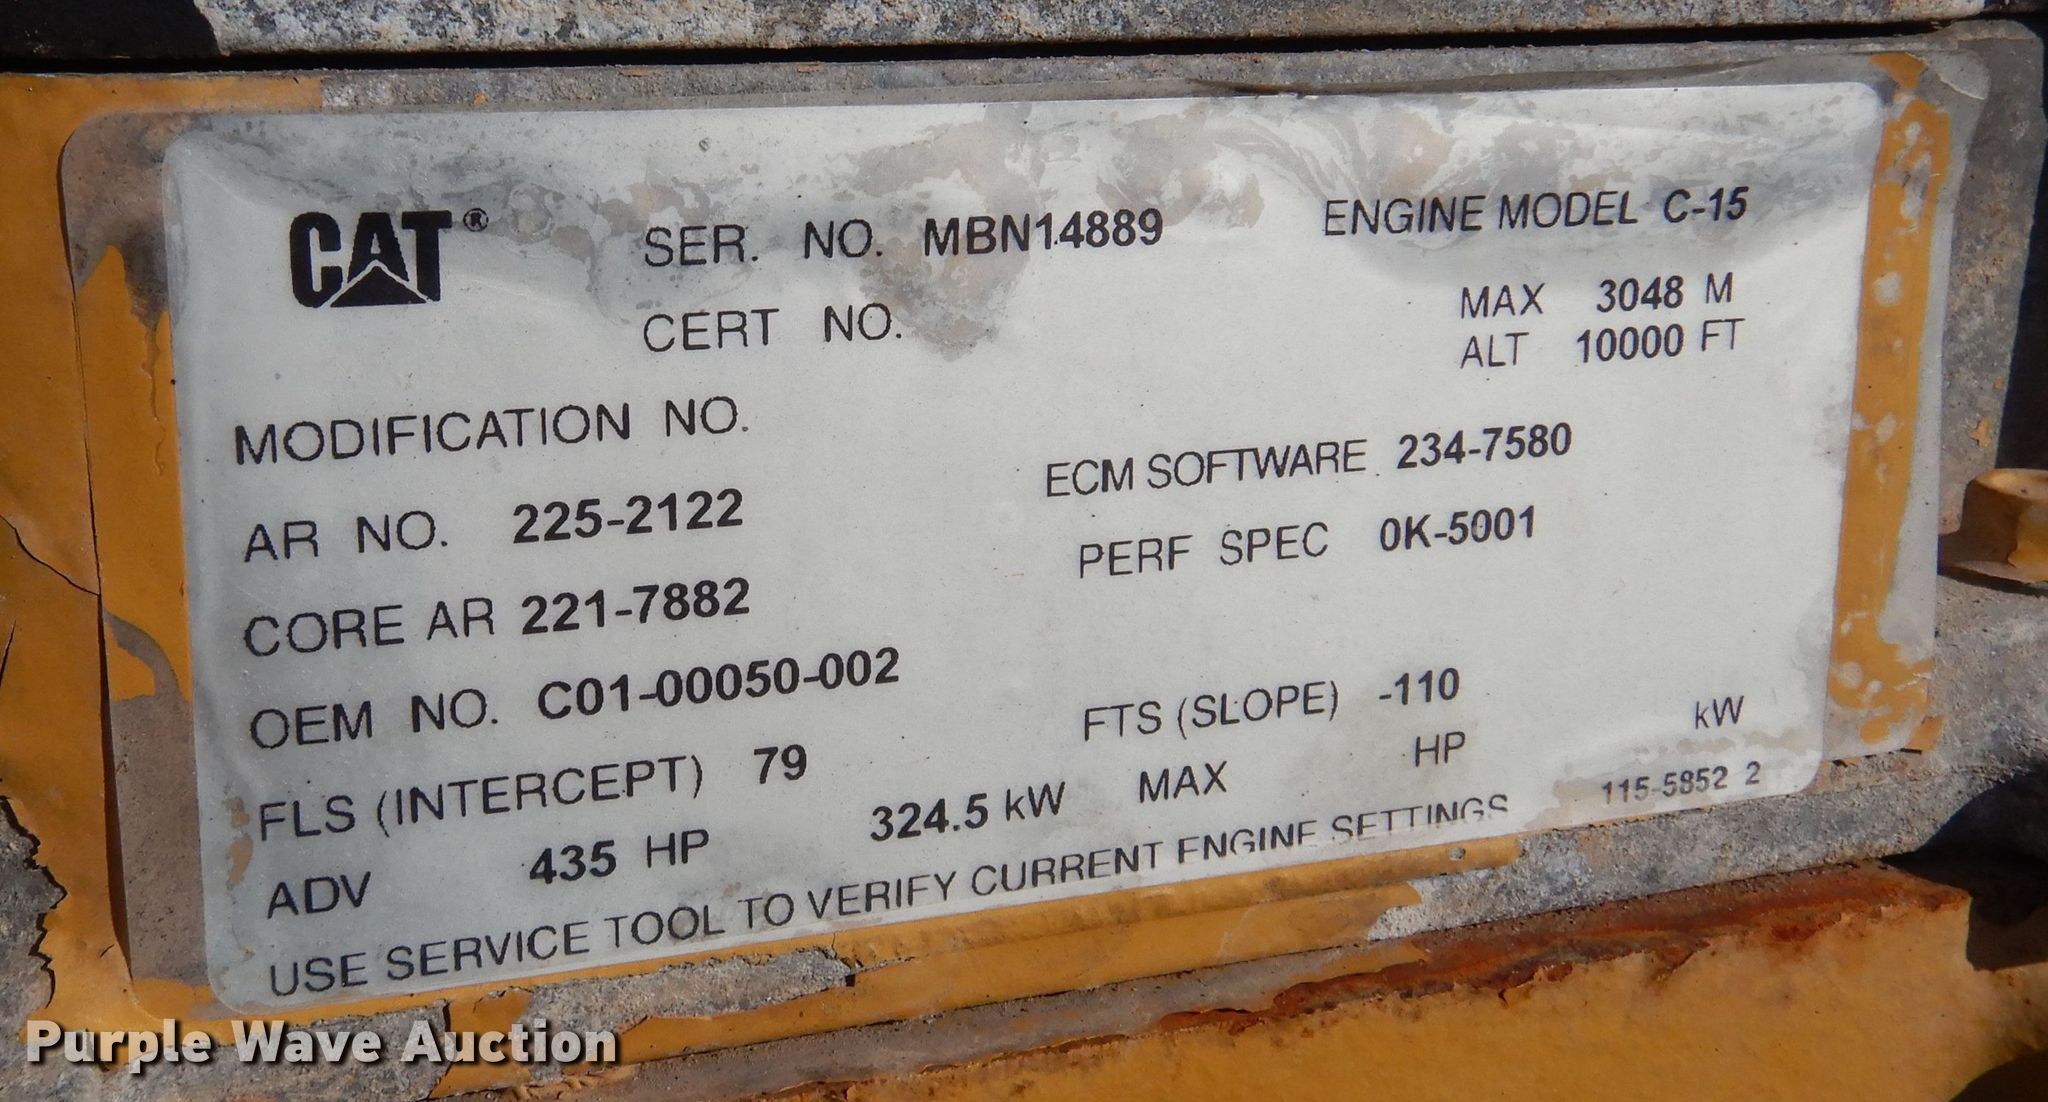 CAT® SER. NO. MBN14889 ENGINE MODEL C-15
CERT NO. MAX 3048 M
ALT 10000 FT
MODIFICATION NO. ECM SOFTWARE 234-7580
AR NO. 225-2122 PERF SPEC 0K-5001
CORE AR 221-7882
OEM NO. C01-00050-002 FTS (SLOPE) -110
FLS (INTERCEPT) 79
ADV 435 HP 324.5 kW MAX HP kW
USE SERVICE TOOL TO VERIFY CURRENT ENGINE SETTINGS 115-5852 2
Purple Wave Auction